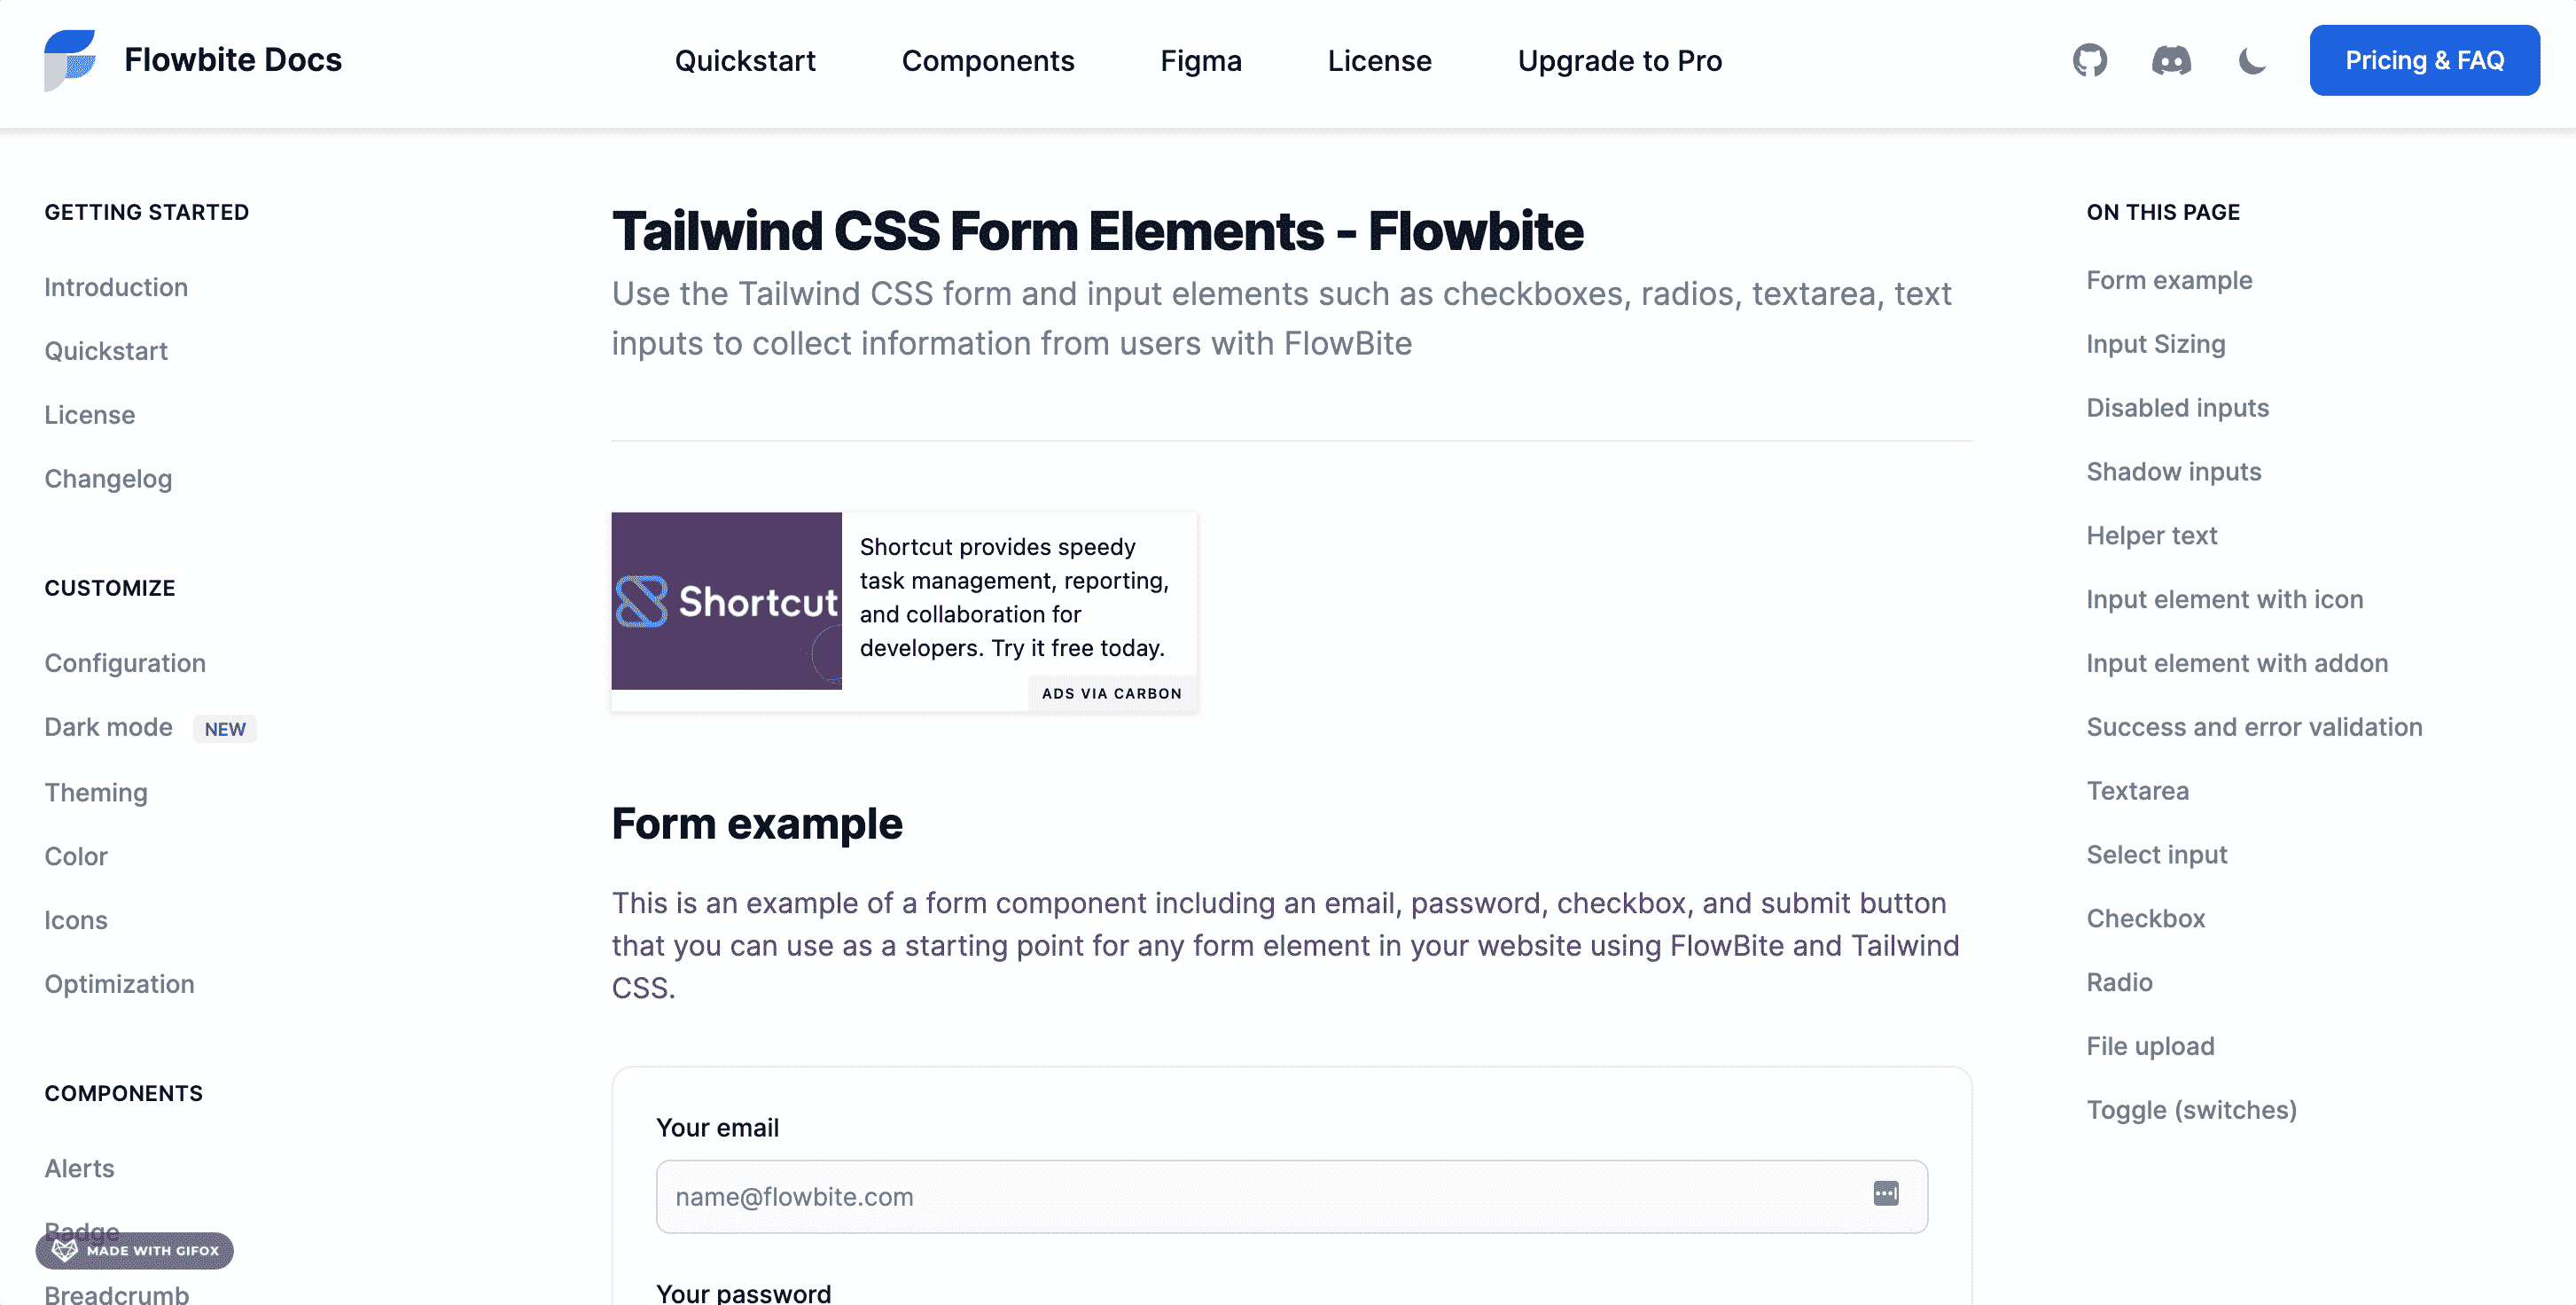 Flowbite Docs
Quickstart
Components
Figma
License
Upgrade to Pro
Pricing & FAQ
GETTING STARTED
Introduction
Quickstart
License
Changelog
CUSTOMIZE
Configuration
Dark mode NEW
Theming
Color
Icons
Optimization
COMPONENTS
Alerts
Badge
MADE WITH GIFOX
Breadcrumb
Tailwind CSS Form Elements - Flowbite
Use the Tailwind CSS form and input elements such as checkboxes, radios, textarea, text
inputs to collect information from users with FlowBite
Shortcut
Shortcut provides speedy
task management, reporting,
and collaboration for
developers. Try it free today.
ADS VIA CARBON
Form example
This is an example of a form component including an email, password, checkbox, and submit button
that you can use as a starting point for any form element in your website using FlowBite and Tailwind
CSS.
Your email
name@flowbite.com
Your password
ON THIS PAGE
Form example
Input Sizing
Disabled inputs
Shadow inputs
Helper text
Input element with icon
Input element with addon
Success and error validation
Textarea
Select input
Checkbox
Radio
File upload
Toggle (switches)